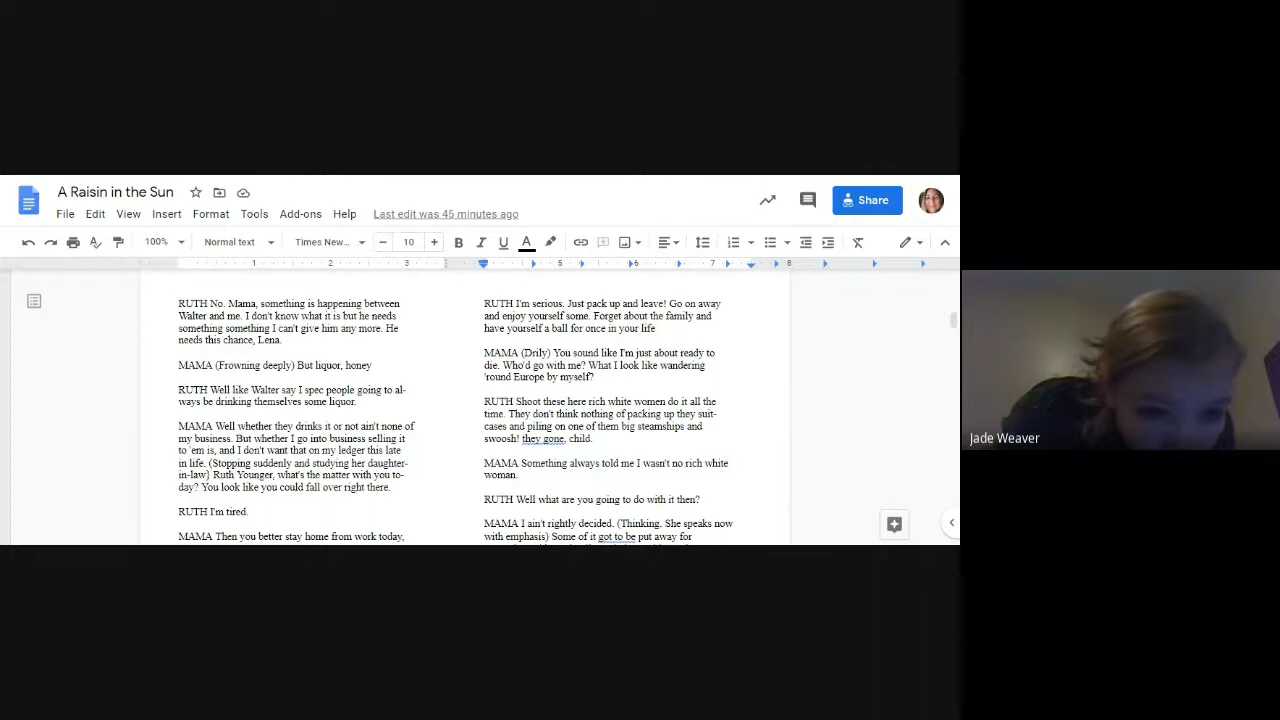 A Raisin in the Sun
File Edit View Insert Format Tools Add-ons Help Last edit was 45 minutes ago
Share
100% Normal text Times New... 10
1 2 3 5 6 7 8
RUTH No. Mama, something is happening between
Walter and me. I don't know what it is but he needs
something something I can't give him any more. He
needs this chance, Lena.
MAMA (Frowning deeply) But liquor, honey
RUTH Well like Walter say I spec people going to al-
ways be drinking themselves some liquor.
MAMA Well whether they drinks it or not ain't none of
my business. But whether I go into business selling it
to 'em is, and I don't want that on my ledger this late
in life. (Stopping suddenly and studying her daughter-
in-law} Ruth Younger, what's the matter with you to-
day? You look like you could fall over right there.
RUTH I'm tired.
MAMA Then you better stay home from work today,
RUTH I'm serious. Just pack up and leave! Go on away
and enjoy yourself some. Forget about the family and
have yourself a ball for once in your life
MAMA (Drily) You sound like I'm just about ready to
die. Who'd go with me? What I look like wandering
'round Europe by myself?
RUTH Shoot these here rich white women do it all the
time. They don't think nothing of packing up they suit-
cases and piling on one of them big steamships and
swoosh! they gone, child.
MAMA Something always told me I wasn't no rich white
woman.
RUTH Well what are you going to do with it then?
MAMA I ain't rightly decided. (Thinking. She speaks now
with emphasis) Some of it got to be put away for
Jade Weaver